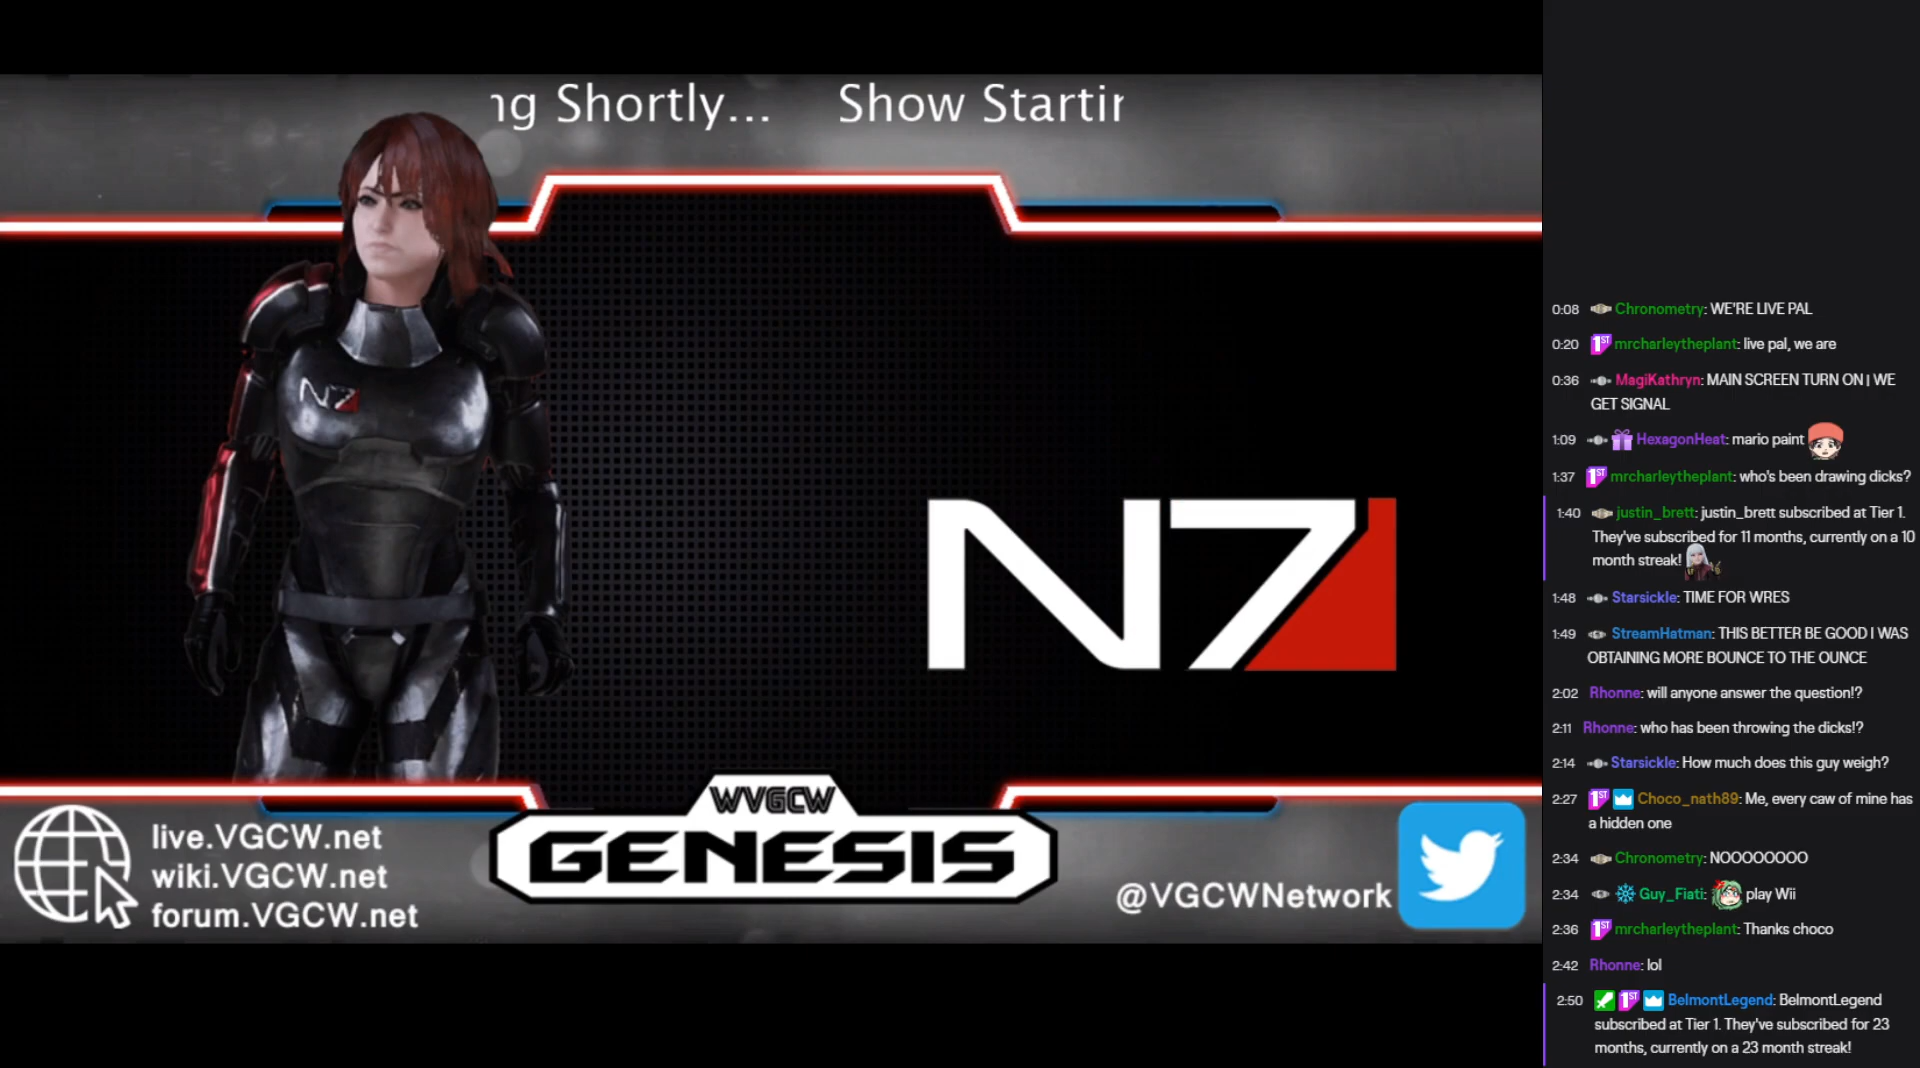 ng Shortly... Show Startin
N7
N7
WVGCW
GENESIS
live.VGCW.net
wiki.VGCW.net
forum.VGCW.net
@VGCWNetwork
0:08 Chronometry: WE'RE LIVE PAL
0:20 1ST mrcharleytheplant: live pal, we are
0:36 MagiKathryn: MAIN SCREEN TURN ON | WE
GET SIGNAL
1:09 HexagonHeat: mario paint
1:37 1ST mrcharleytheplant: who's been drawing dicks?
1:40 justin_brett: justin_brett subscribed at Tier 1.
They've subscribed for 11 months, currently on a 10
month streak!
1:48 Starsickle: TIME FOR WRES
1:49 StreamHatman: THIS BETTER BE GOOD I WAS
OBTAINING MORE BOUNCE TO THE OUNCE
2:02 Rhonne: will anyone answer the question!?
2:11 Rhonne: who has been throwing the dicks!?
2:14 Starsickle: How much does this guy weigh?
2:27 1ST Choco_nath89: Me, every caw of mine has
a hidden one
2:34 Chronometry: NOOOOOOOO
2:34 Guy_Fiati: play Wii
2:36 1ST mrcharleytheplant: Thanks choco
2:42 Rhonne: lol
2:50 1ST BelmontLegend: BelmontLegend
subscribed at Tier 1. They've subscribed for 23
months, currently on a 23 month streak!